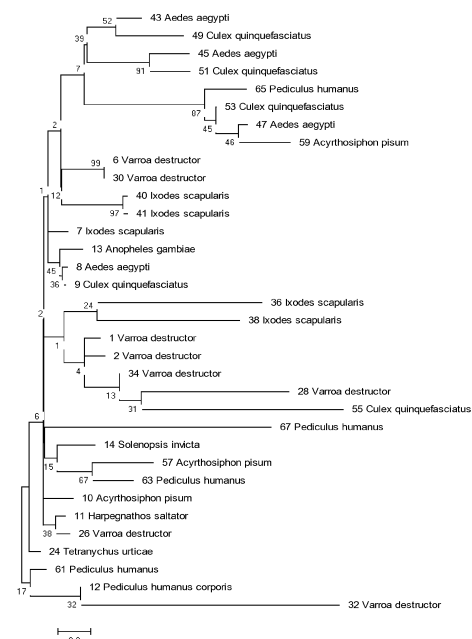 43 Aedes aegypti
52
49 Culex quinquefasciatus
39
45 Aedes aegypti
91
51 Culex quinquefasciatus
7
65 Pediculus humanus
87
53 Culex quinquefasciatus
47 Aedes aegypti
45
46
59 Acyrthosiphon pisum
2
99
6 Varroa destructor
30 Varroa destructor
1
12
40 Ixodes scapularis
97
41 Ixodes scapularis
7 Ixodes scapularis
13 Anopheles gambiae
45
8 Aedes aegypti
36
9 Culex quinquefasciatus
24
36 Ixodes scapularis
2
38 Ixodes scapularis
1
1 Varroa destructor
2 Varroa destructor
4
34 Varroa destructor
13
28 Varroa destructor
31
55 Culex quinquefasciatus
6
67 Pediculus humanus
14 Solenopsis invicta
15
57 Acyrthosiphon pisum
67
63 Pediculus humanus
10 Acyrthosiphon pisum
11 Harpegnathos saltator
38
26 Varroa destructor
24 Tetranychus urticae
61 Pediculus humanus
17
12 Pediculus humanus corporis
32
32 Varroa destructor